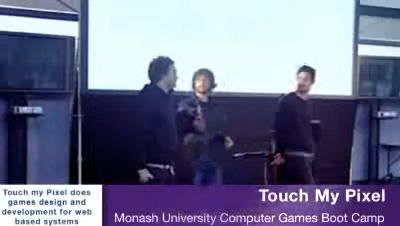 Touch my Pixel does
games design and
development for web
based systems
Touch My Pixel
Monash University Computer Games Boot Camp